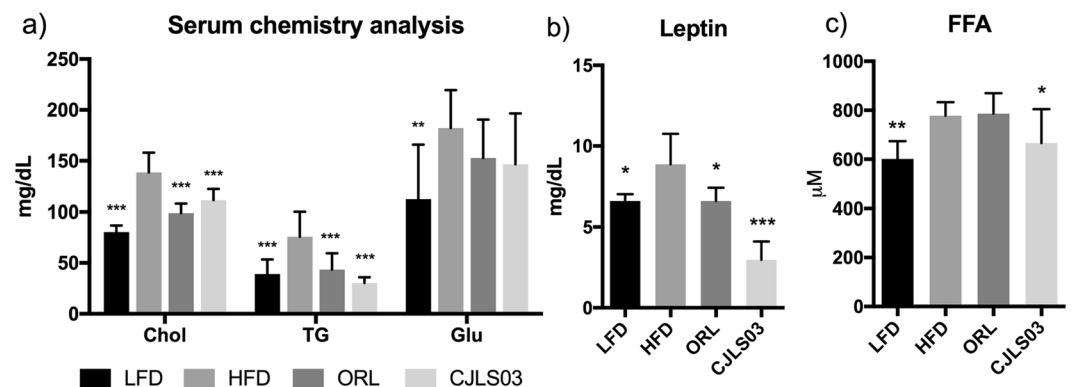 a) Serum chemistry analysis
250
200
150
100
50
0
mg/dL
***
***
***
***
***
***
**
Chol TG Glu
LFD HFD ORL CJLS03
b) Leptin
15
10
5
0
mg/dL
*
*
***
LFD HFD ORL CJLS03
c) FFA
1000
800
600
400
200
0
µM
**
*
LFD HFD ORL CJLS03